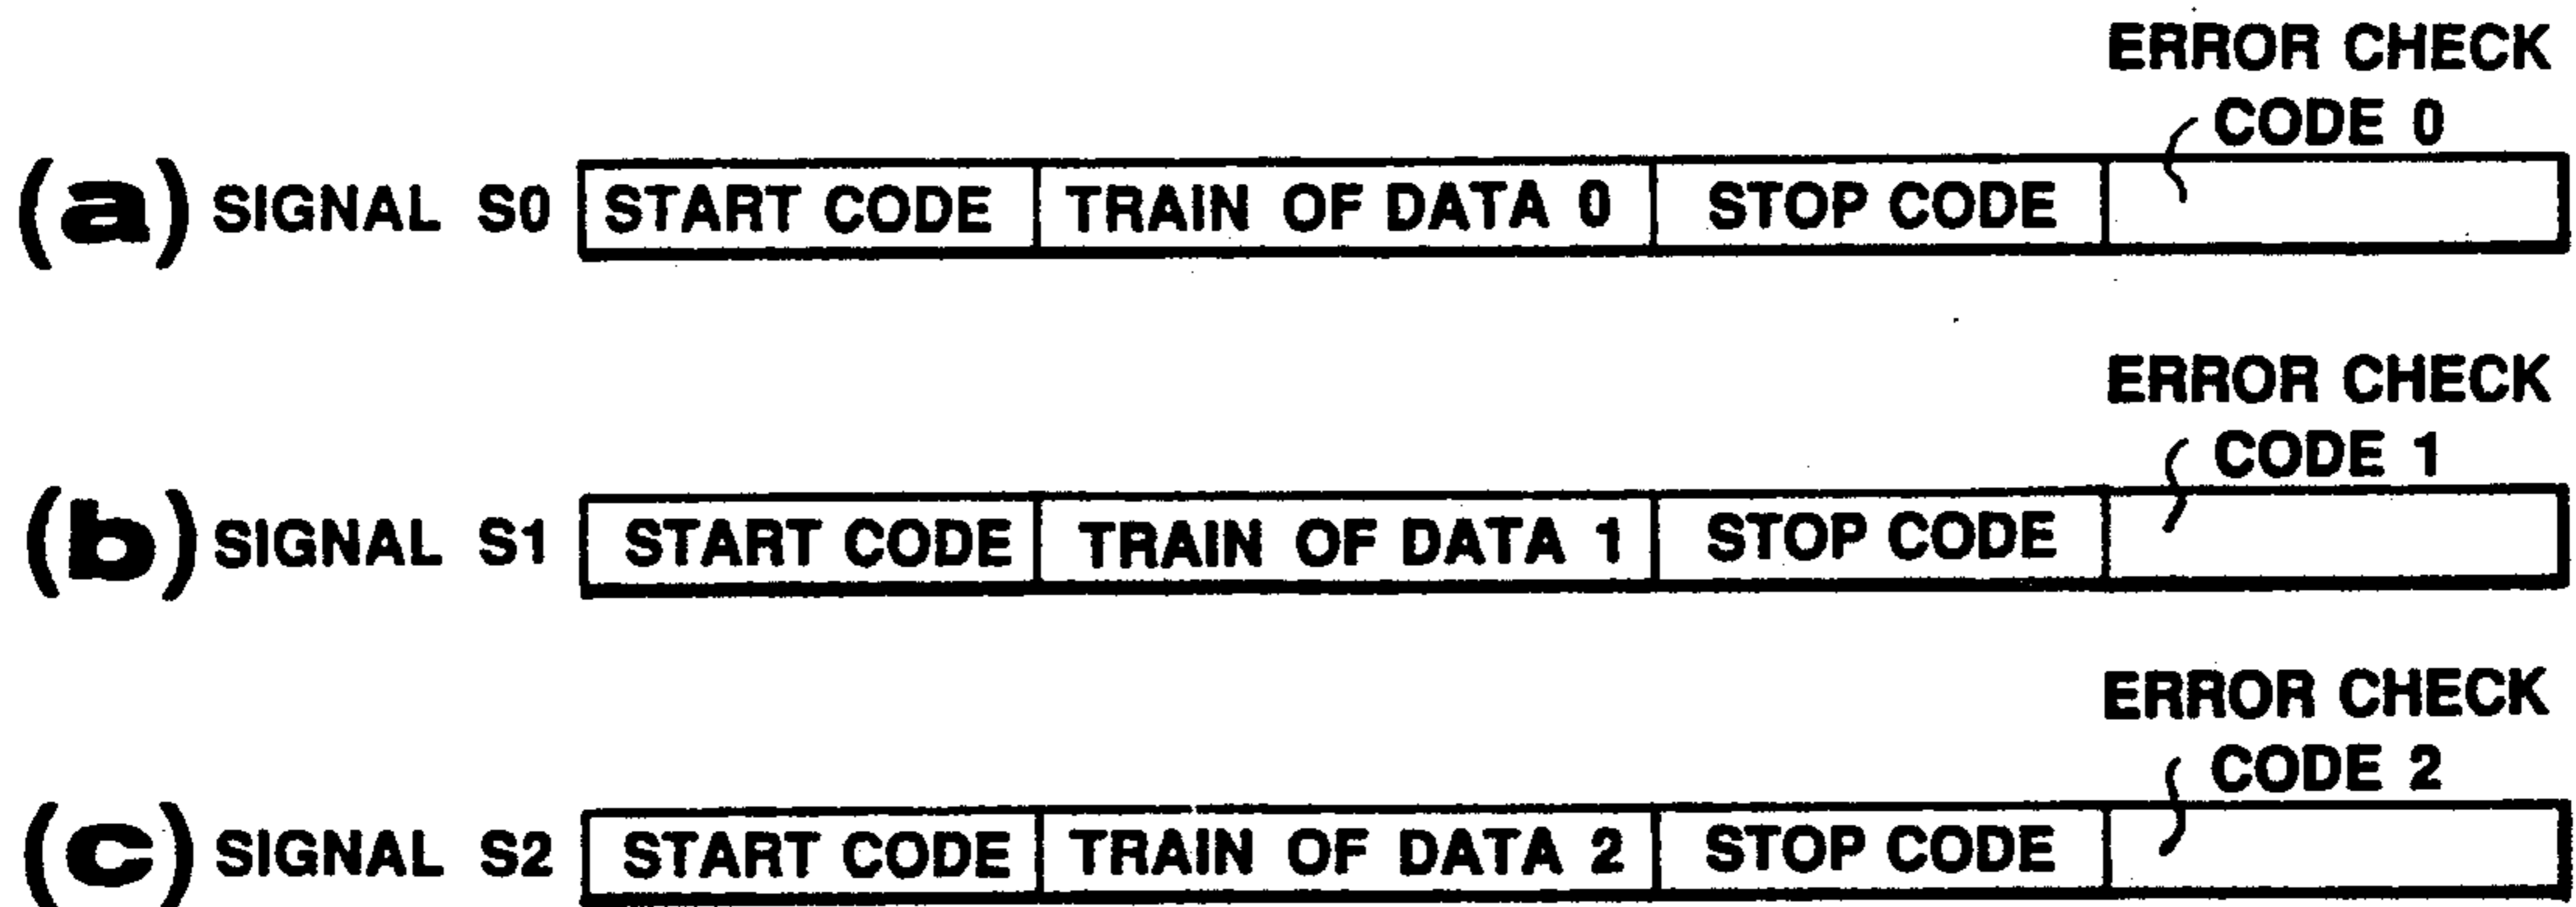 ERROR CHECK
CODE 0
(a) SIGNAL S0 START CODE TRAIN OF DATA 0 STOP CODE
ERROR CHECK
CODE 1
(b) SIGNAL S1 START CODE TRAIN OF DATA 1 STOP CODE
ERROR CHECK
CODE 2
(c) SIGNAL S2 START CODE TRAIN OF DATA 2 STOP CODE